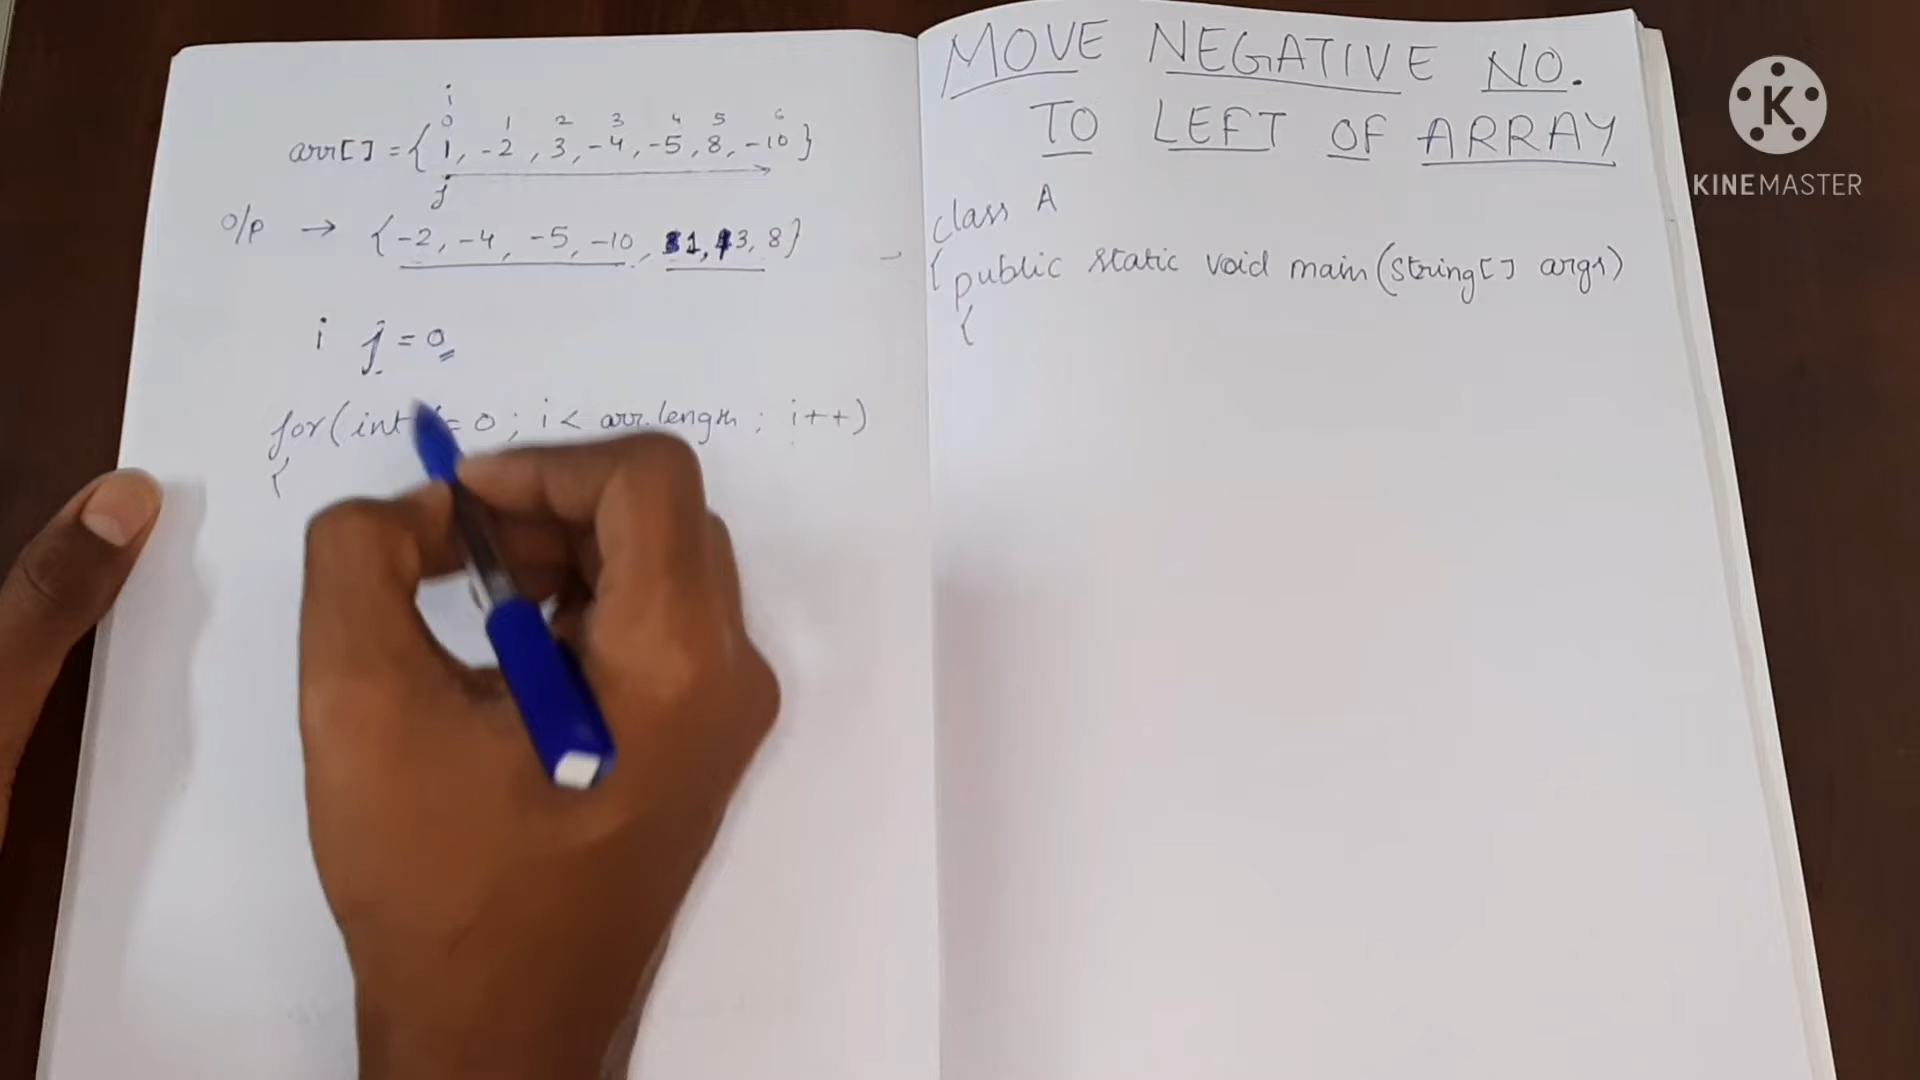 i
0 1 2 3 4 5 6
arr[] = { 1, -2, 3, -4, -5, 8, -10 }
j
o/p → { -2, -4, -5, -10, 1, 3, 8 }
i j = 0
for(int = 0 ; i < arr.length ; i++)
{
MOVE NEGATIVE NO.
TO LEFT OF ARRAY
class A
{ public static void main(string[] args)
{
K
KINEMASTER